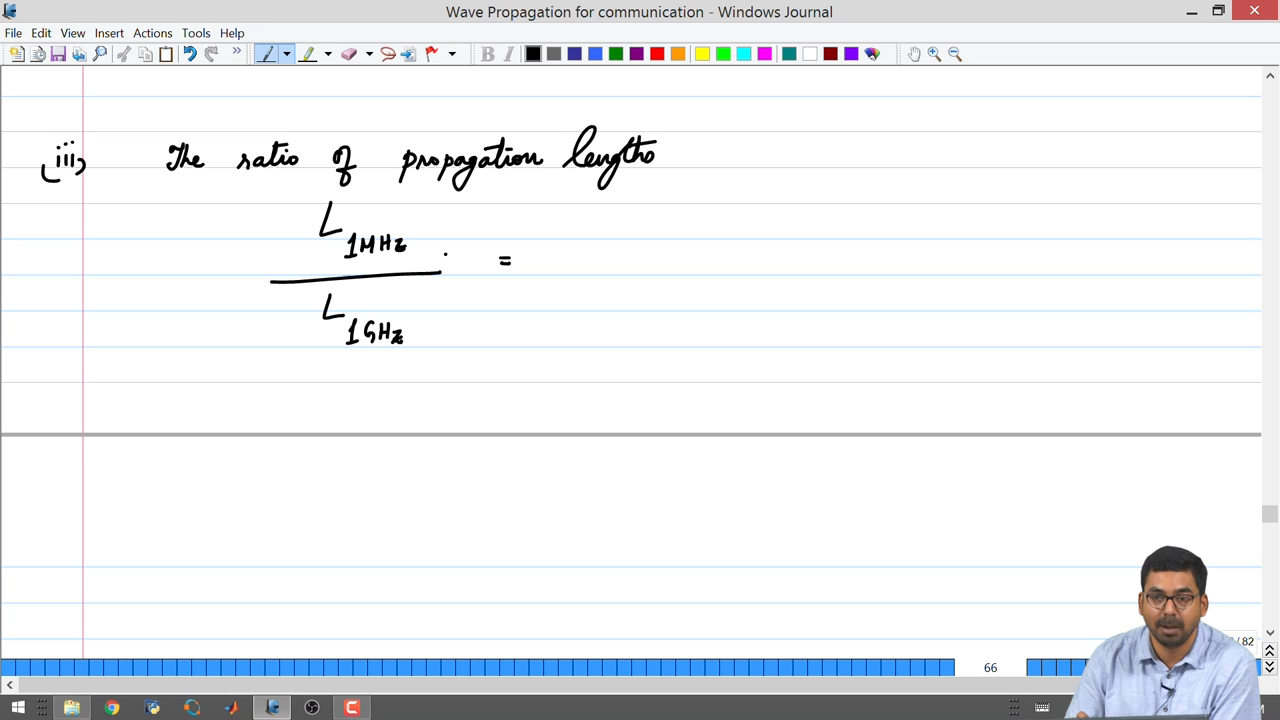 Wave Propagation for communication - Windows Journal
File Edit View Insert Actions Tools Help
(iii) The ratio of propagation lengths
L 1MHz
=
L 1GHz
/ 82
66